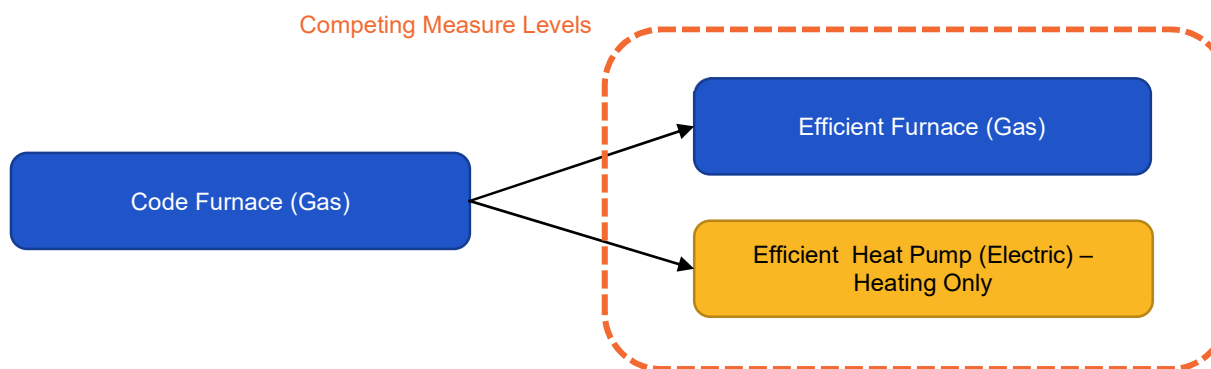 Competing Measure Levels
Efficient Furnace (Gas)
Code Furnace (Gas)
Efficient  Heat Pump (Electric) –
Heating Only